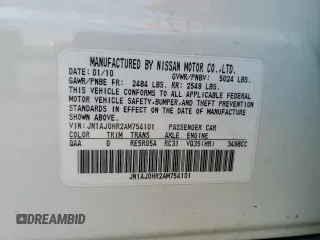 MANUFACTURED BY NISSAN MOTOR CO.,LTD.
DATE: 01/10 GVWR/PNBV: 5024 LBS.
GAWR/PNBE FR: 2484 LBS. RR: 2549 LBS.
THIS VEHICLE CONFORMS TO ALL APPLICABLE FEDERAL
MOTOR VEHICLE SAFETY,BUMPER,AND THEFT PREVENTION
STANDARDS IN EFFECT ON THE DATE OF MANUFACTURE
SHOWN ABOVE.
VIN: JN1AJ0HR2AM754101 PASSENGER CAR
COLOR TRIM TRANS AXLE ENGINE
QAA G RE5R05A RC31 VQ35(HR) 3498CC
JN1AJ0HR2AM754101
AUTOBIDMASTER